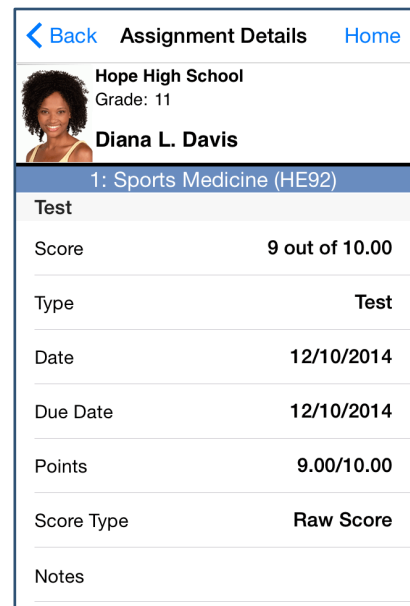 Back Assignment Details Home
Hope High School
Grade: 11
Diana L. Davis
1: Sports Medicine (HE92)
Test
Score 9 out of 10.00
Type Test
Date 12/10/2014
Due Date 12/10/2014
Points 9.00/10.00
Score Type Raw Score
Notes